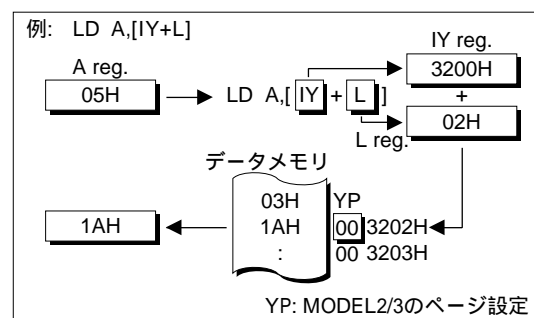 例: LD A,[IY+L]
IY reg.
A reg.
3200H
05H
LD A,[ IY + L ]
+
L reg.
02H
データメモリ
03H
YP
1AH
1AH
00 3202H
:
00 3203H
YP: MODEL2/3のページ設定